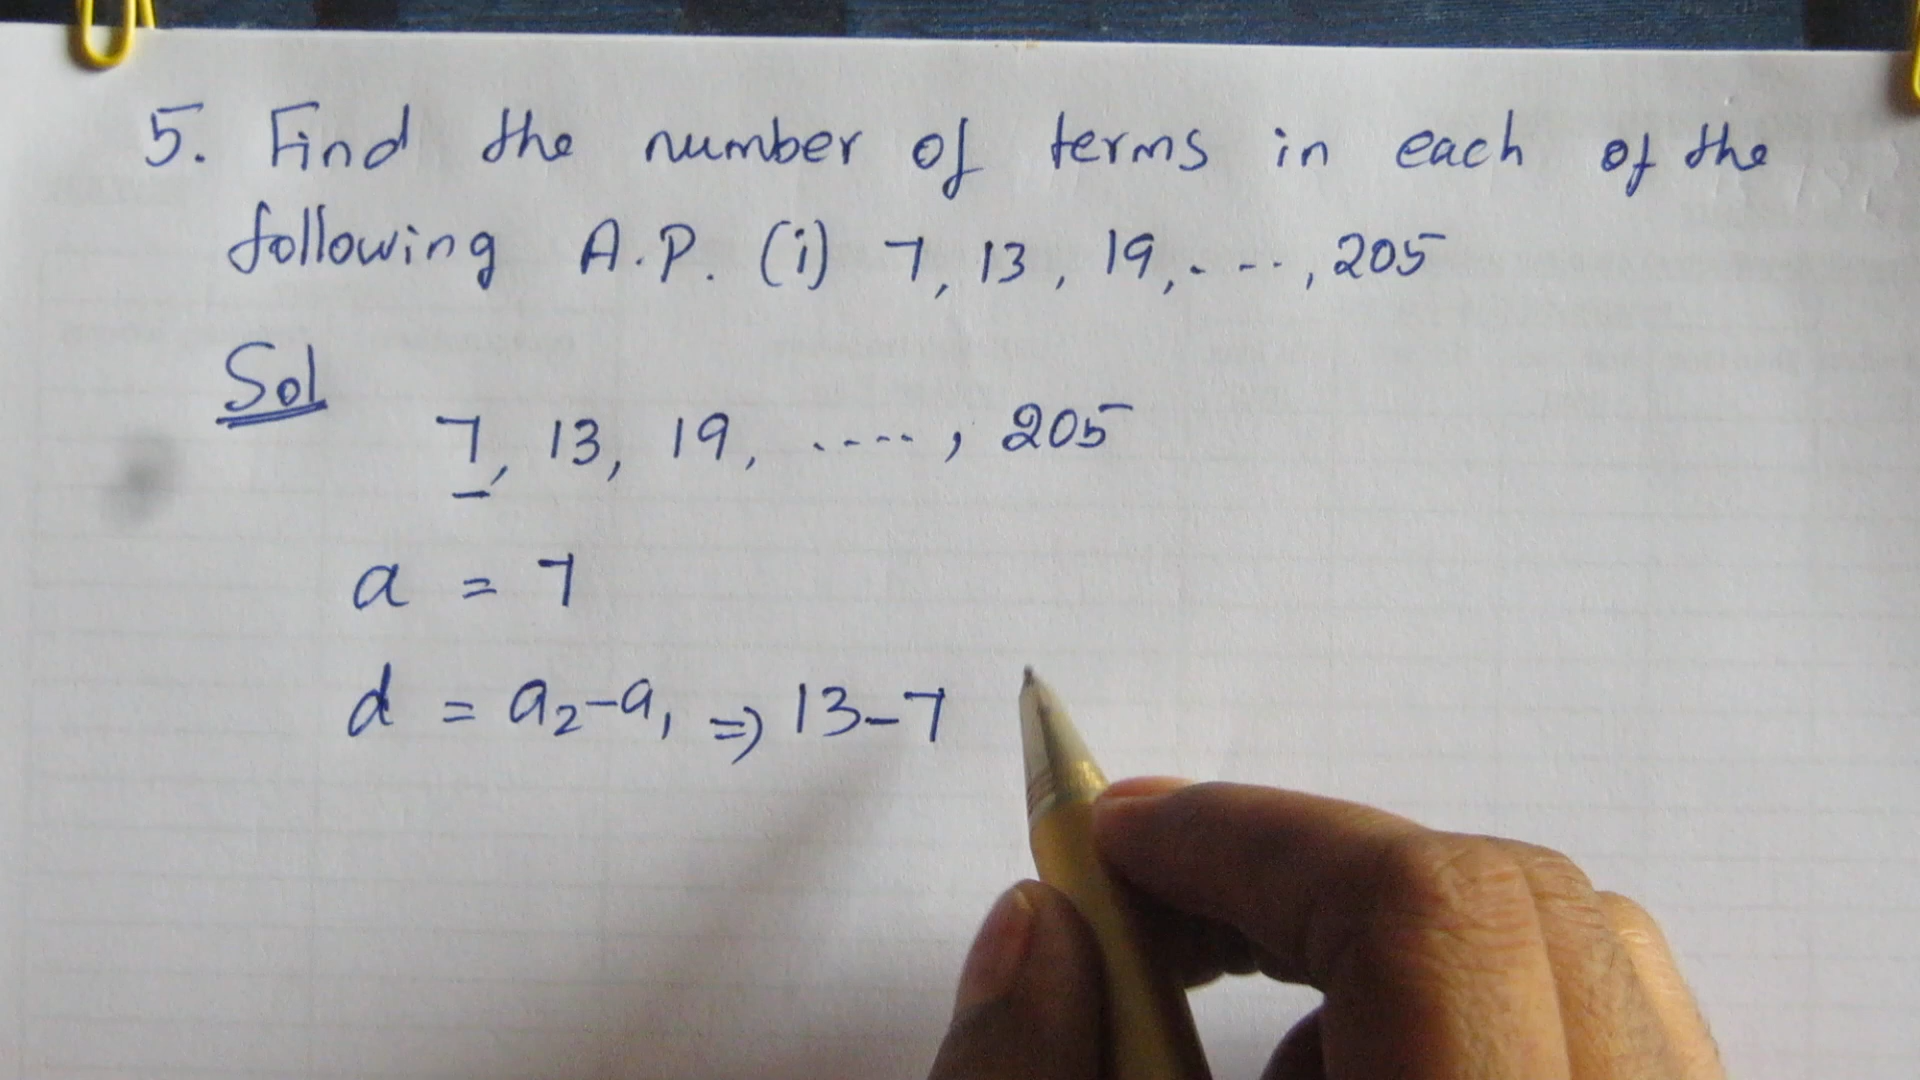 5. Find the number of terms in each of the
following A.P. (i) 7, 13, 19, ---, 205
Sol
7, 13, 19, ....., 205
a = 7
d = a₂-a₁ ⇒ 13-7